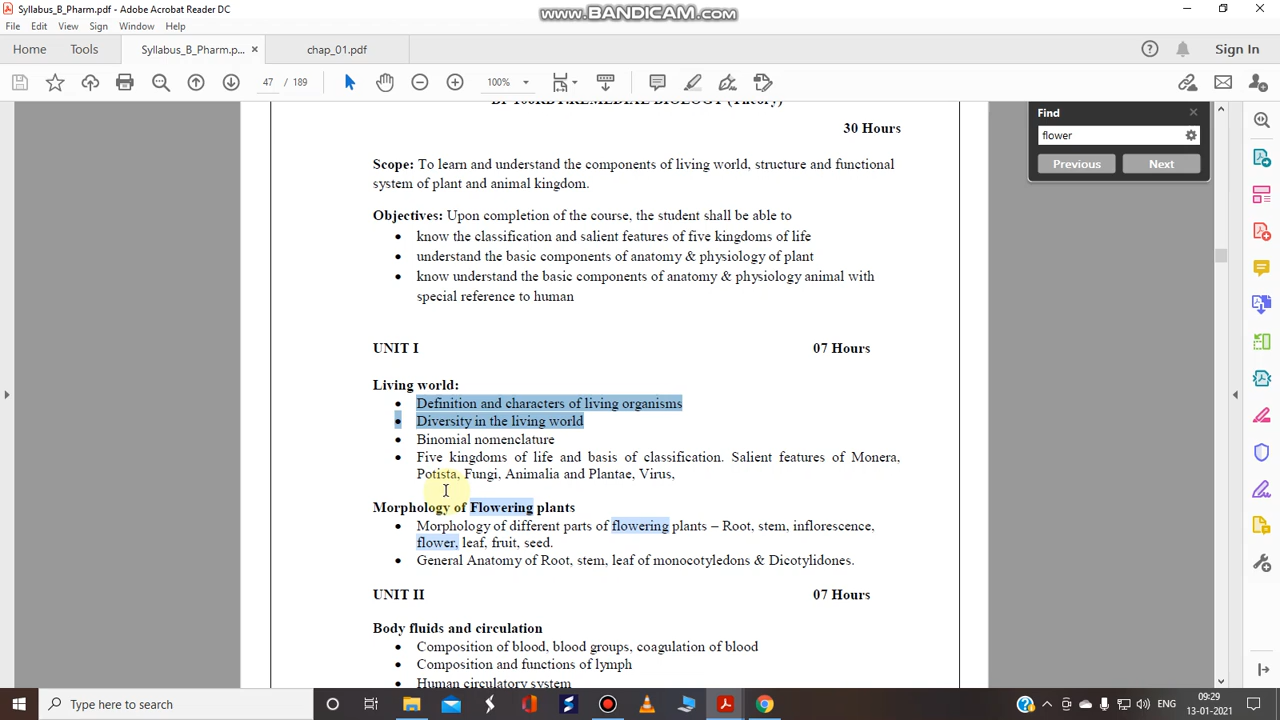 Syllabus_B_Pharm.pdf - Adobe Acrobat Reader DC
www.BANDICAM.com
File Edit View Sign Window Help
Home Tools Syllabus_B_Pharm.p... × chap_01.pdf Sign In
47 / 189 100%
Find
flower
Previous Next
30 Hours
Scope: To learn and understand the components of living world, structure and functional
system of plant and animal kingdom.
Objectives: Upon completion of the course, the student shall be able to
• know the classification and salient features of five kingdoms of life
• understand the basic components of anatomy & physiology of plant
• know understand the basic components of anatomy & physiology animal with
special reference to human
UNIT I 07 Hours
Living world:
• Definition and characters of living organisms
• Diversity in the living world
• Binomial nomenclature
• Five kingdoms of life and basis of classification. Salient features of Monera,
Potista, Fungi, Animalia and Plantae, Virus,
Morphology of Flowering plants
• Morphology of different parts of flowering plants – Root, stem, inflorescence,
flower, leaf, fruit, seed.
• General Anatomy of Root, stem, leaf of monocotyledons & Dicotylidones.
UNIT II 07 Hours
Body fluids and circulation
• Composition of blood, blood groups, coagulation of blood
• Composition and functions of lymph
• Human circulatory system
Type here to search
ENG
09:29
13-01-2021